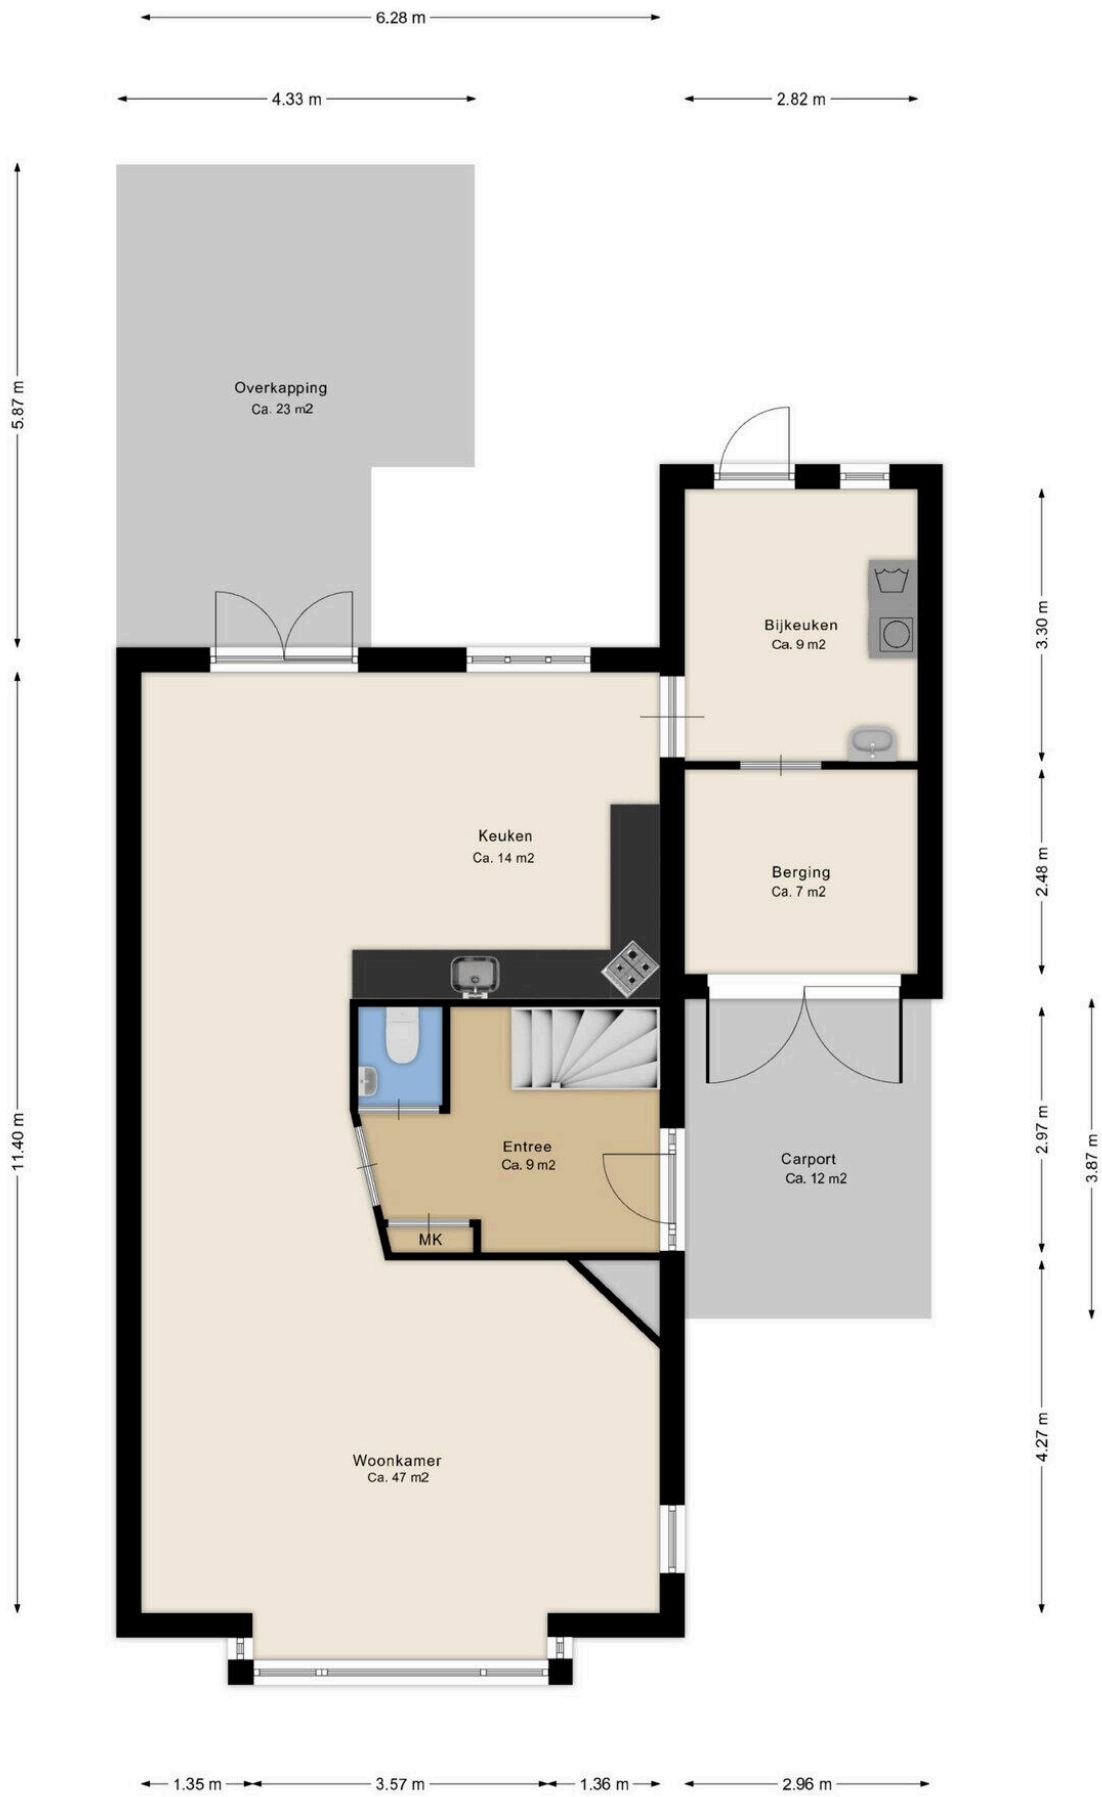 6.28 m
4.33 m
2.82 m
5.87 m
Overkapping
Ca. 23 m2
Bijkeuken
Ca. 9 m2
3.30 m
Keuken
Ca. 14 m2
Berging
Ca. 7 m2
2.48 m
11.40 m
Entree
Ca. 9 m2
MK
Carport
Ca. 12 m2
2.97 m
3.87 m
Woonkamer
Ca. 47 m2
4.27 m
1.35 m
3.57 m
1.36 m
2.96 m